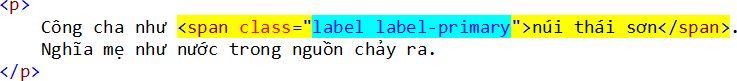 <p>
Công cha như <span class="label label-primary">núi thái sơn</span>.
Nghĩa mẹ như nước trong nguồn chảy ra.
</p>